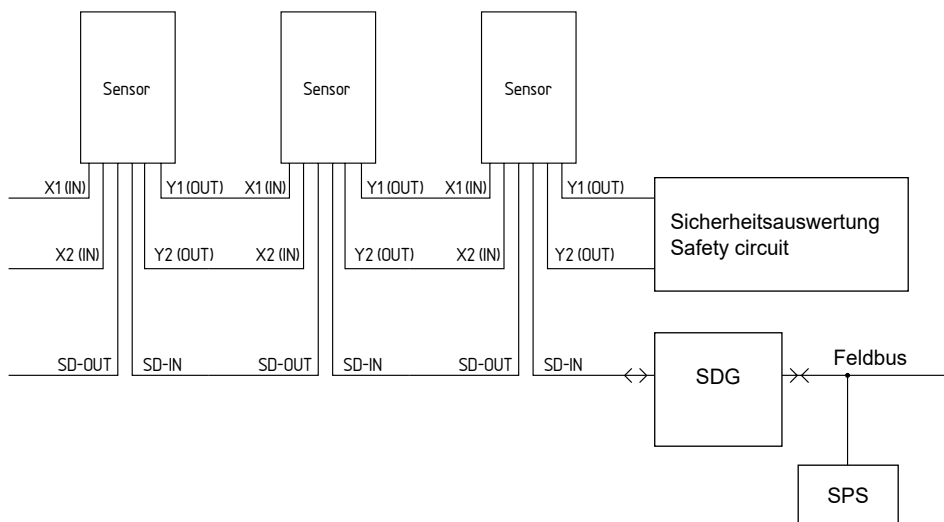 Sensor
Sensor
Sensor
X1 (IN)
Y1 (OUT)
X1 (IN)
Y1 (OUT)
X1 (IN)
Y1 (OUT)
X2 (IN)
Y2 (OUT)
X2 (IN)
Y2 (OUT)
X2 (IN)
Y2 (OUT)
Sicherheitsauswertung
Safety circuit
SD-OUT
SD-IN
SD-OUT
SD-IN
SD-OUT
SD-IN
SDG
Feldbus
SPS